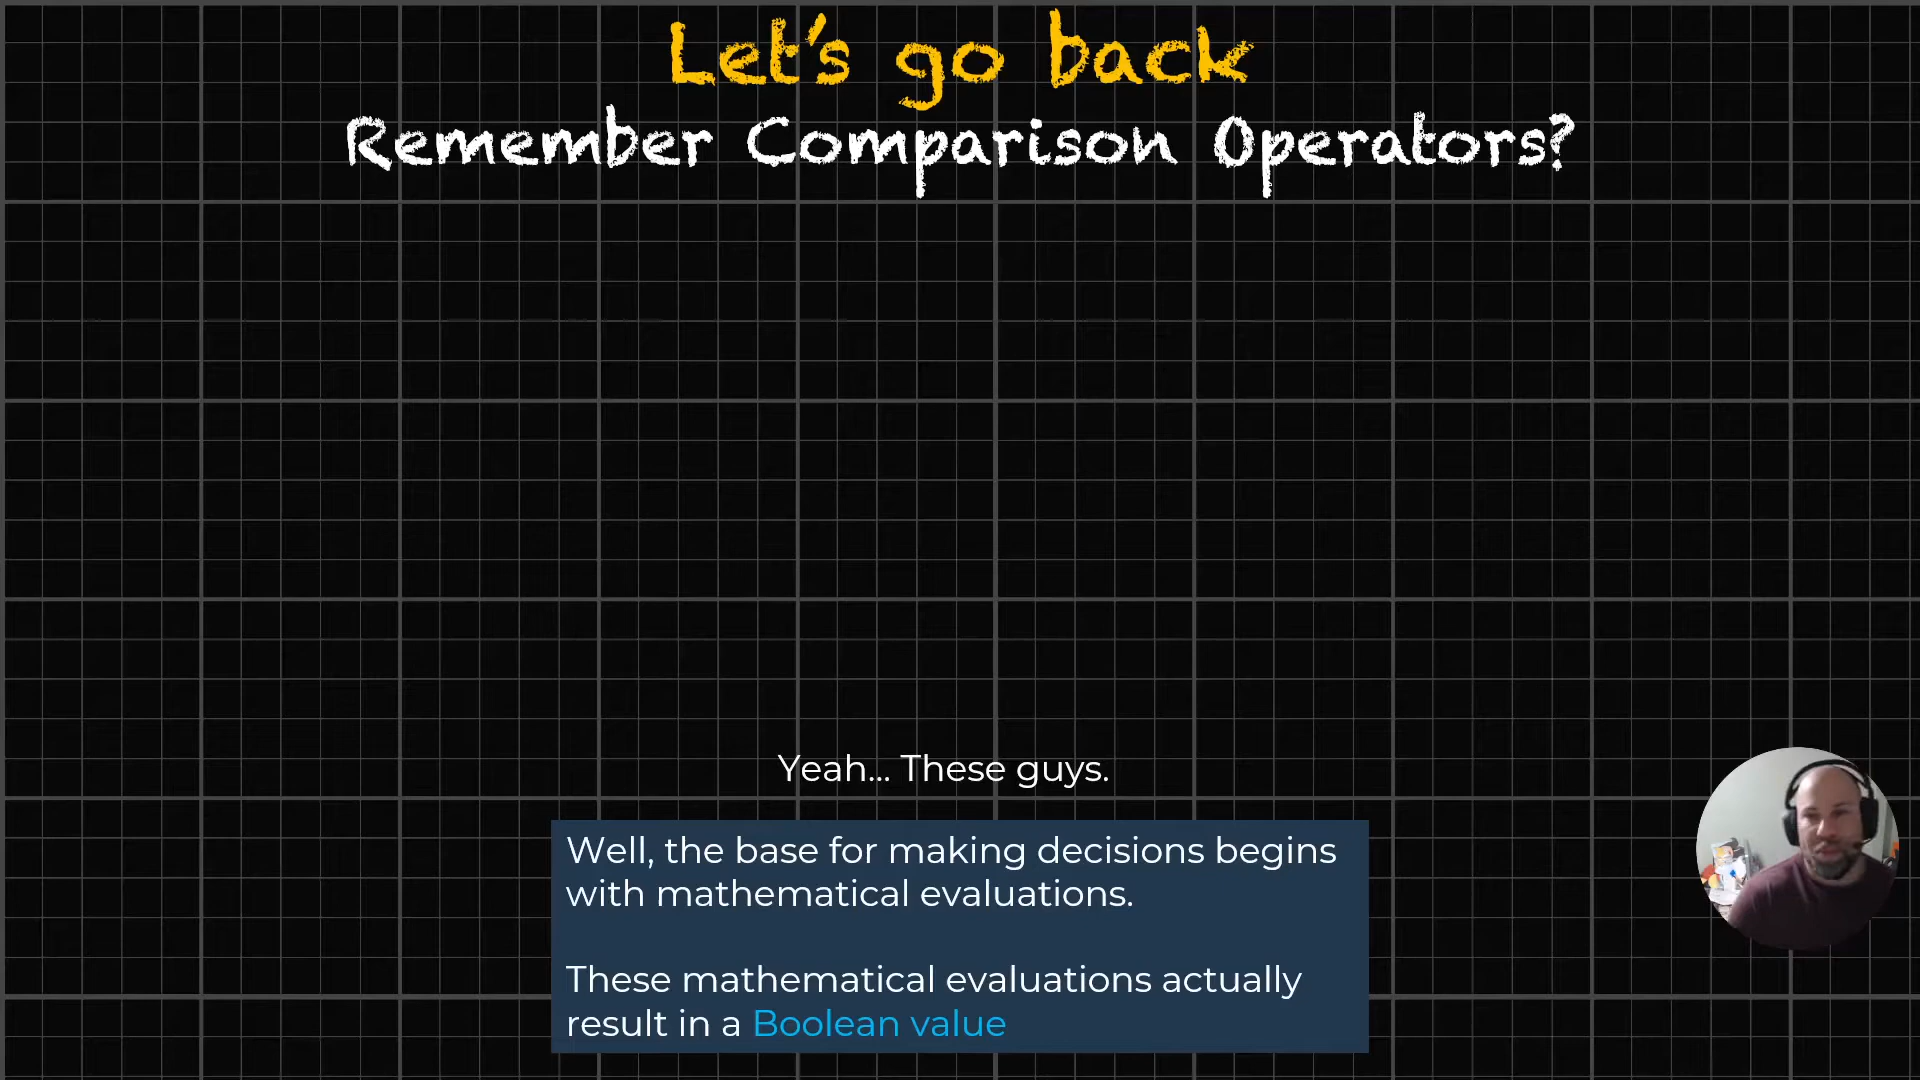 Let's go back
Remember Comparison Operators?
Yeah... These guys.
Well, the base for making decisions begins
with mathematical evaluations.
These mathematical evaluations actually
result in a Boolean value